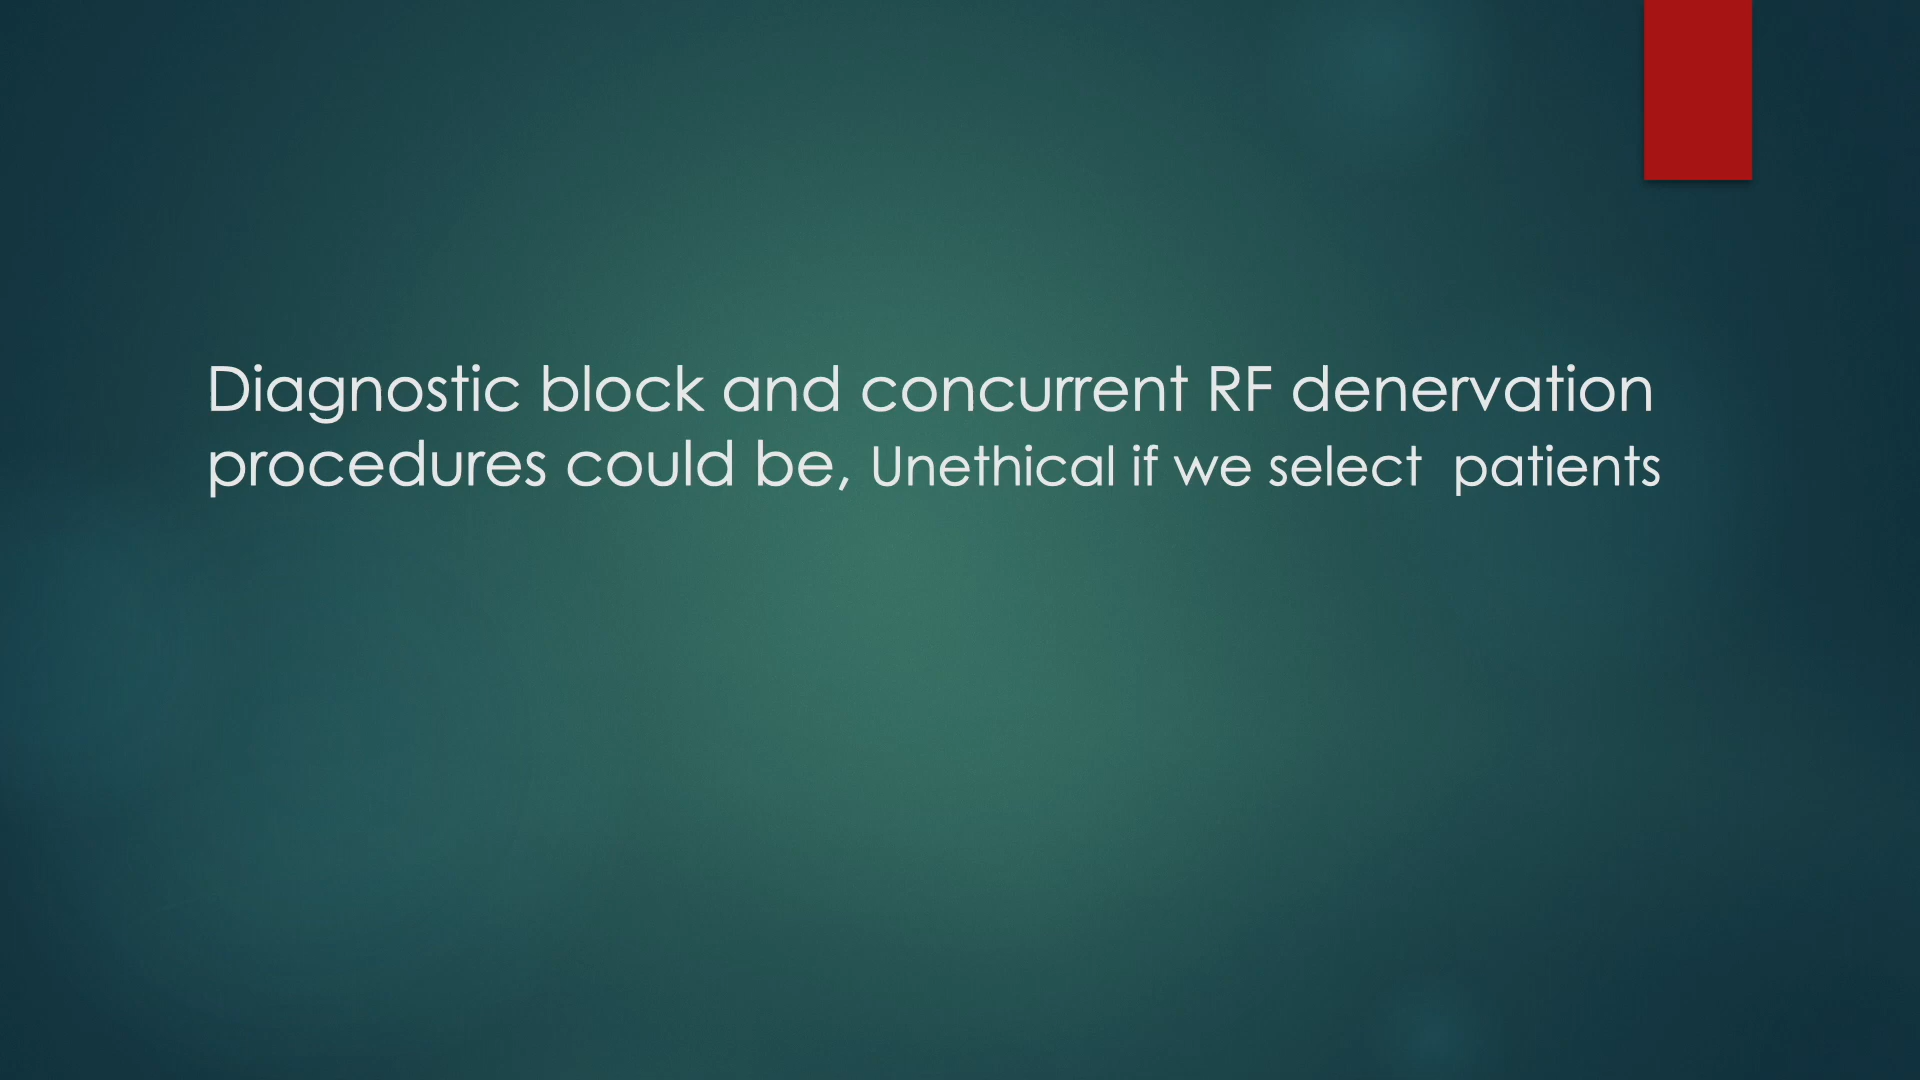 Diagnostic block and concurrent RF denervation
procedures could be, Unethical if we select  patients